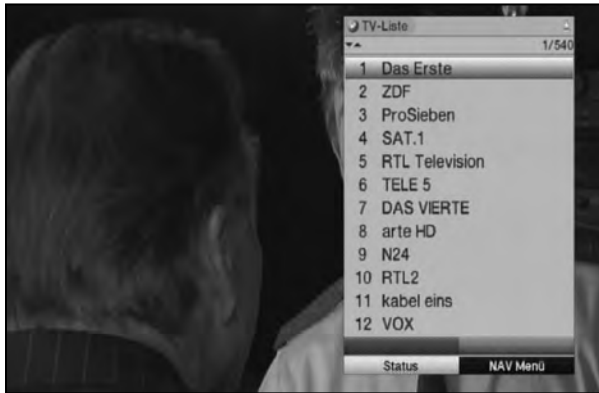 TV-Liste
1/540
1 Das Erste
2 ZDF
3 ProSieben
4 SAT.1
5 RTL Television
6 TELE 5
7 DAS VIERTE
8 arte HD
9 N24
10 RTL2
11 kabel eins
12 VOX
Status NAV Menü